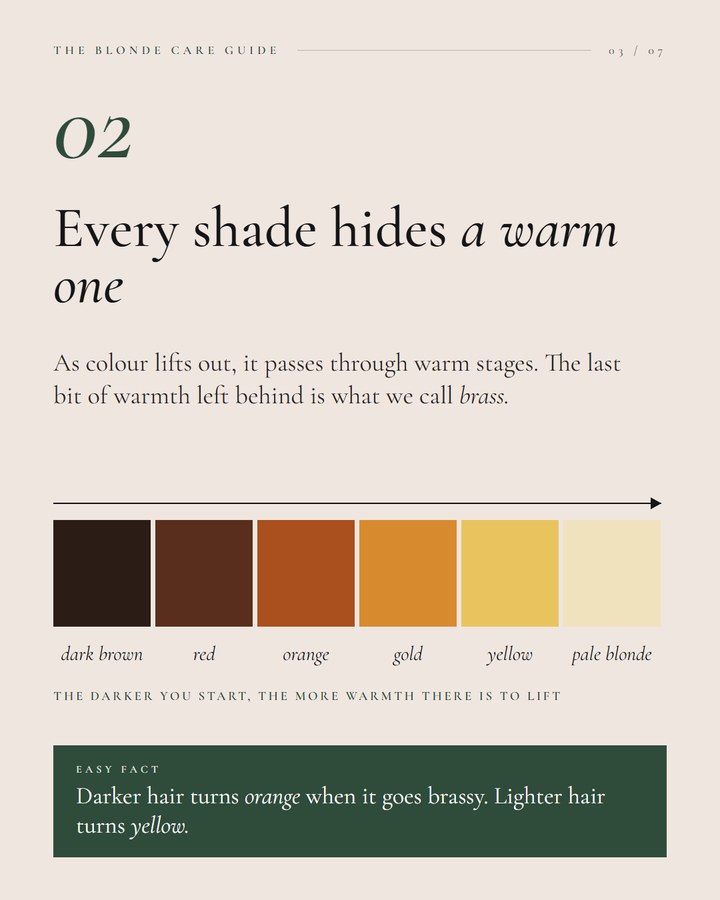 THE BLONDE CARE GUIDE
03 / 07
02
Every shade hides a warm
one
As colour lifts out, it passes through warm stages. The last
bit of warmth left behind is what we call brass.
dark brown
red
orange
gold
yellow
pale blonde
THE DARKER YOU START, THE MORE WARMTH THERE IS TO LIFT
EASY FACT
Darker hair turns orange when it goes brassy. Lighter hair
turns yellow.